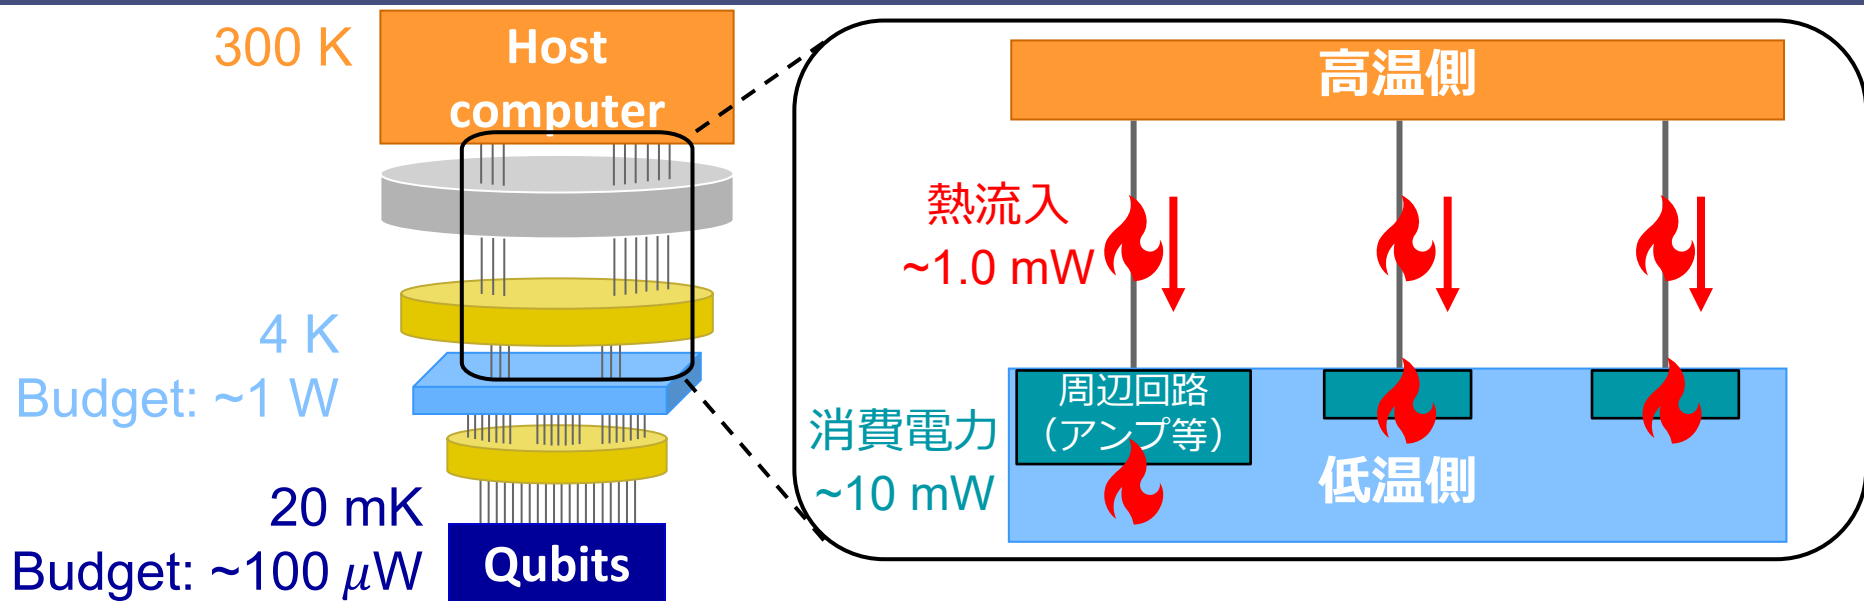 300 K
Host
computer
4 K
Budget: ~1 W
20 mK
Budget: ~100 𝜇W
Qubits
高温側
熱流入
~1.0 mW
周辺回路
（アンプ等）
消費電力
~10 mW
低温側